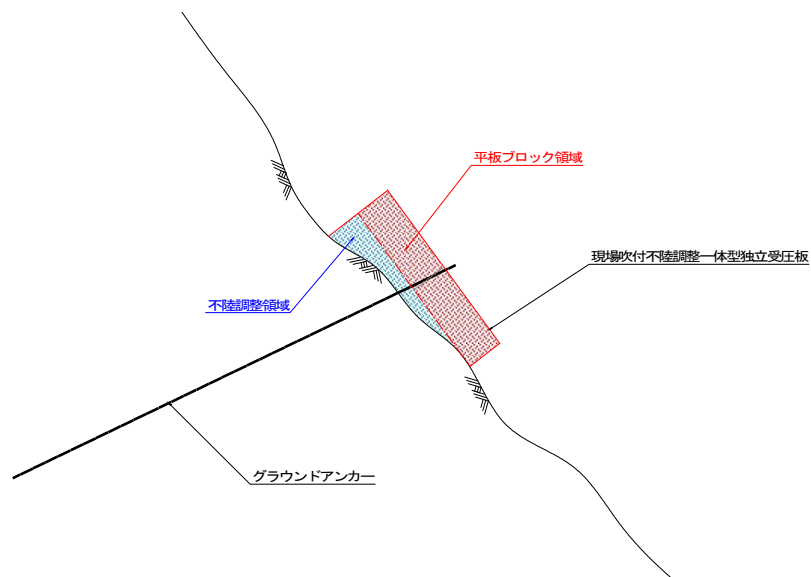 平板ブロック領域
現場吹付不陸調整一体型独立受圧板
不陸調整領域
グラウンドアンカー